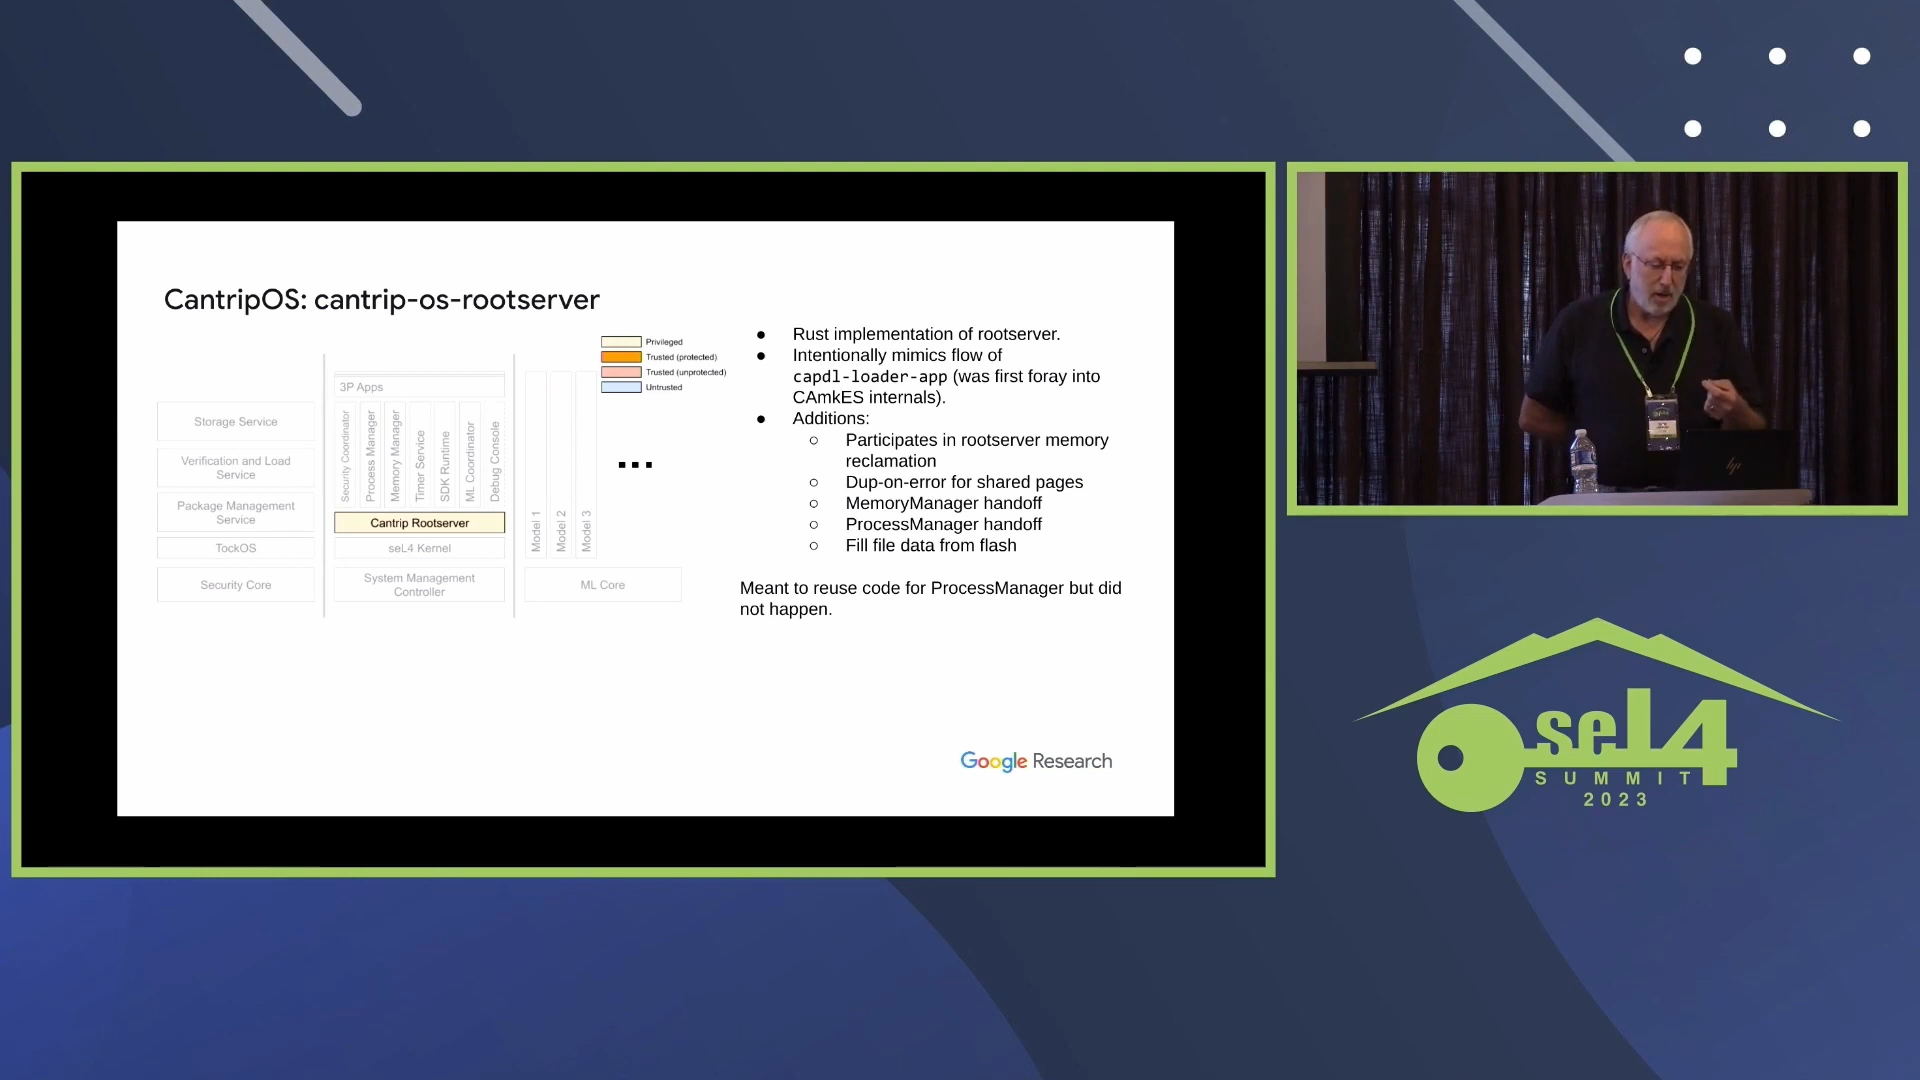 CantripOS: cantrip-os-rootserver
Privileged
Trusted (protected)
Trusted (unprotected)
Untrusted
3P Apps
Storage Service
Verification and Load
Service
Package Management
Service
TockOS
Security Core
Security Coordinator
Process Manager
Memory Manager
Timer Service
SDK Runtime
ML Coordinator
Debug Console
Cantrip Rootserver
seL4 Kernel
System Management
Controller
Model 1
Model 2
Model 3
...
ML Core
● Rust implementation of rootserver.
● Intentionally mimics flow of
capdl-loader-app (was first foray into
CAmkES internals).
● Additions:
○ Participates in rootserver memory
reclamation
○ Dup-on-error for shared pages
○ MemoryManager handoff
○ ProcessManager handoff
○ Fill file data from flash
Meant to reuse code for ProcessManager but did
not happen.
Google Research
hp
seL4
SUMMIT
2023